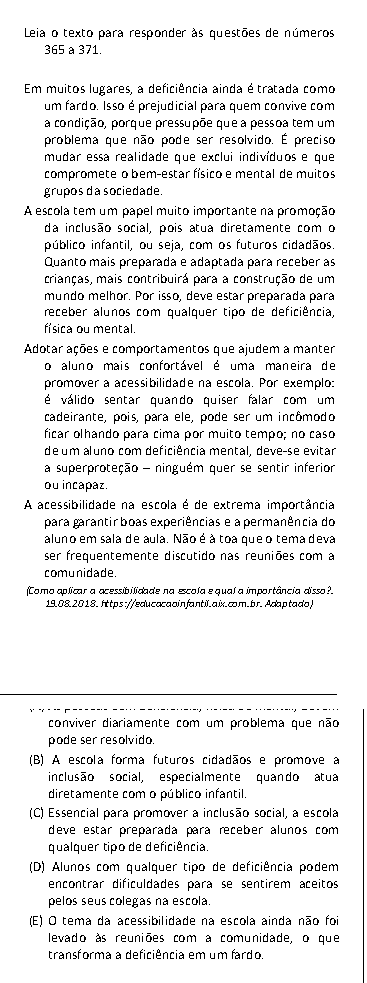 Leia o texto para responder às questões de números
365 a 371.
Em muitos lugares, a deficiência ainda é tratada como
um fardo. Isso é prejudicial para quem convive com
a condição, porque pressupõe que a pessoa tem um
problema que não pode ser resolvido. É preciso
mudar essa realidade que exclui indivíduos e que
compromete o bem-estar físico e mental de muitos
grupos da sociedade.
A escola tem um papel muito importante na promoção
da inclusão social, pois atua diretamente com o
público infantil, ou seja, com os futuros cidadãos.
Quanto mais preparada e adaptada para receber as
crianças, mais contribuirá para a construção de um
mundo melhor. Por isso, deve estar preparada para
receber alunos com qualquer tipo de deficiência,
física ou mental.
Adotar ações e comportamentos que ajudem a manter
o aluno mais confortável é uma maneira de
promover a acessibilidade na escola. Por exemplo:
é válido sentar quando quiser falar com um
cadeirante, pois, para ele, pode ser um incômodo
ficar olhando para cima por muito tempo; no caso
de um aluno com deficiência mental, deve-se evitar
a superproteção – ninguém quer se sentir inferior
ou incapaz.
A acessibilidade na escola é de extrema importância
para garantir boas experiências e a permanência do
aluno em sala de aula. Não é à toa que o tema deva
ser frequentemente discutido nas reuniões com a
comunidade.
(Como aplicar a acessibilidade na escola e qual a importância disso?.
19.08.2018. https://educacaoinfantil.aix.com.br. Adaptado)
conviver diariamente com um problema que não
pode ser resolvido.
(B) A escola forma futuros cidadãos e promove a
inclusão social, especialmente quando atua
diretamente com o público infantil.
(C) Essencial para promover a inclusão social, a escola
deve estar preparada para receber alunos com
qualquer tipo de deficiência.
(D) Alunos com qualquer tipo de deficiência podem
encontrar dificuldades para se sentirem aceitos
pelos seus colegas na escola.
(E) O tema da acessibilidade na escola ainda não foi
levado às reuniões com a comunidade, o que
transforma a deficiência em um fardo.